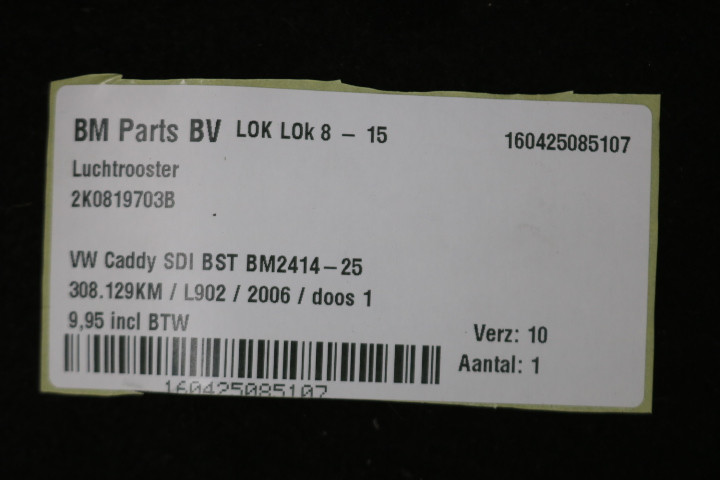 BM Parts BV LOK LOk 8 - 15
160425085107
Luchtrooster
2K0819703B
VW Caddy SDI BST BM2414-25
308.129KM / L902 / 2006 / doos 1
9,95 incl BTW
Verz: 10
Aantal: 1
160425085107